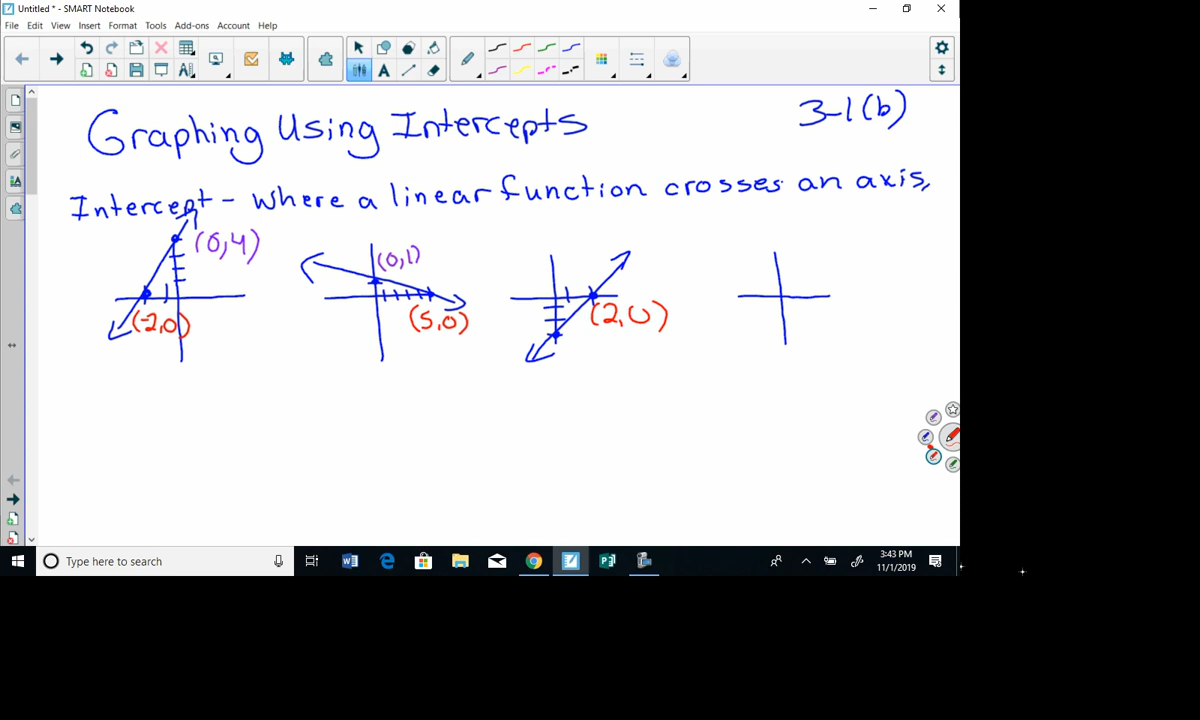 Untitled * - SMART Notebook
File Edit View Insert Format Tools Add-ons Account Help
Graphing Using Intercepts
3-1(b)
Intercept - where a linear function crosses an axis.
(0,4)
(0,1)
(-2,0)
(5,0)
(2,0)
Type here to search
3:43 PM
11/1/2019